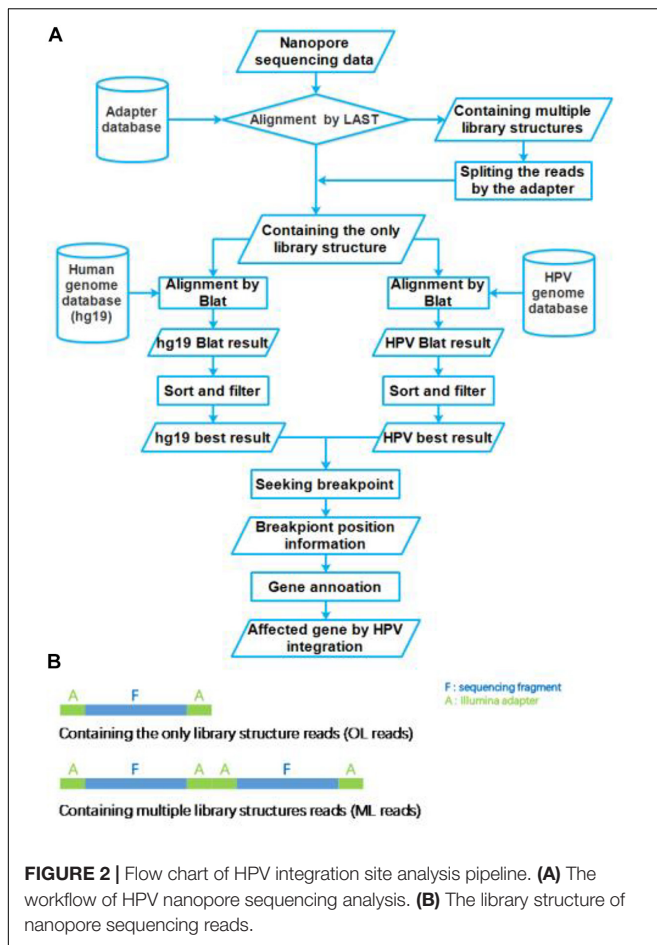 A
Nanopore
sequencing data
Adapter
database
Alignment by LAST
Containing multiple
library structures
Spliting the reads
by the adapter
Containing the only
library structure
Human
genome
database
(hg19)
Alignment by
Blat
Alignment by
Blat
HPV
genome
database
hg19 Blat result
HPV Blat result
Sort and filter
Sort and filter
hg19 best result
HPV best result
Seeking breakpoint
Breakpiont position
information
Gene annoation
Affected gene by HPV
integration
B
A F A
F : sequencing fragment
A : Illumina adapter
Containing the only library structure reads (OL reads)
A F A A F A
Containing multiple library structures reads (ML reads)
FIGURE 2 | Flow chart of HPV integration site analysis pipeline. (A) The
workflow of HPV nanopore sequencing analysis. (B) The library structure of
nanopore sequencing reads.